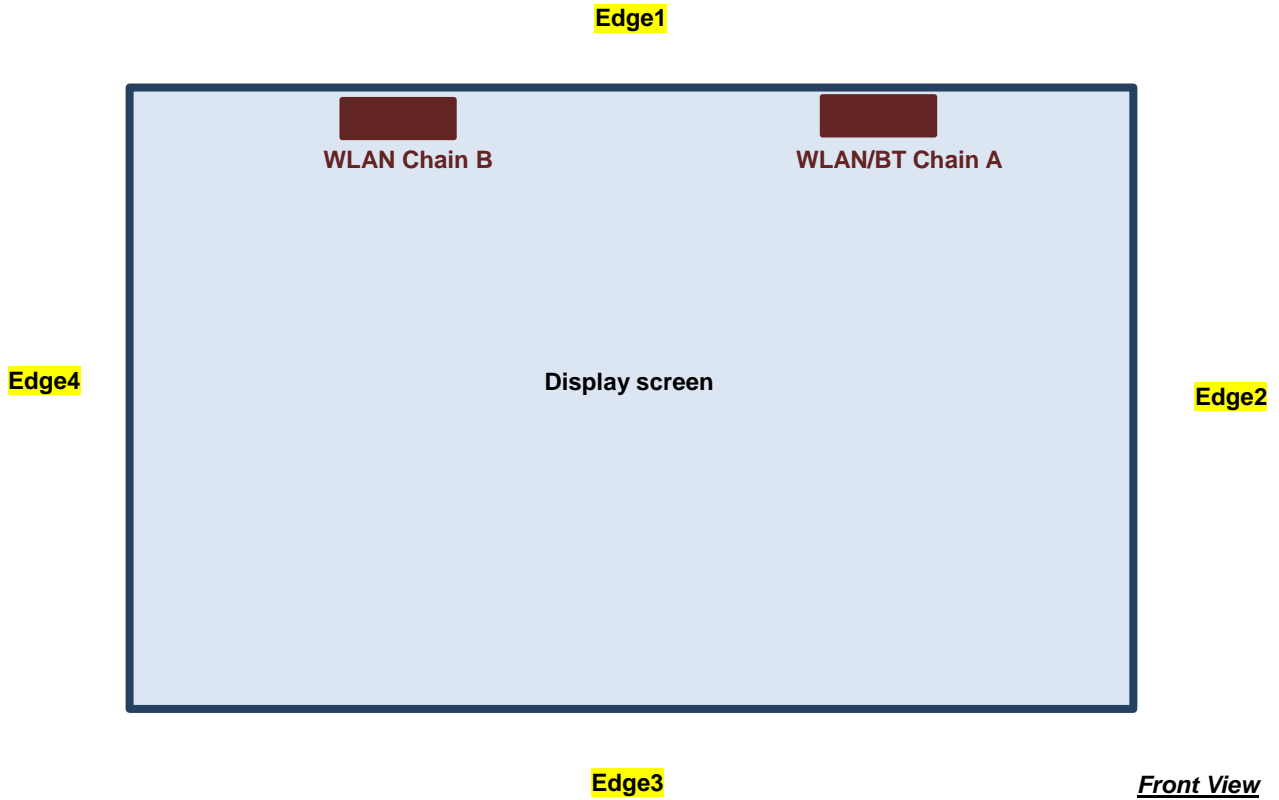 Edge1
WLAN Chain B
WLAN/BT Chain A
Edge4
Display screen
Edge2
Edge3
Front View